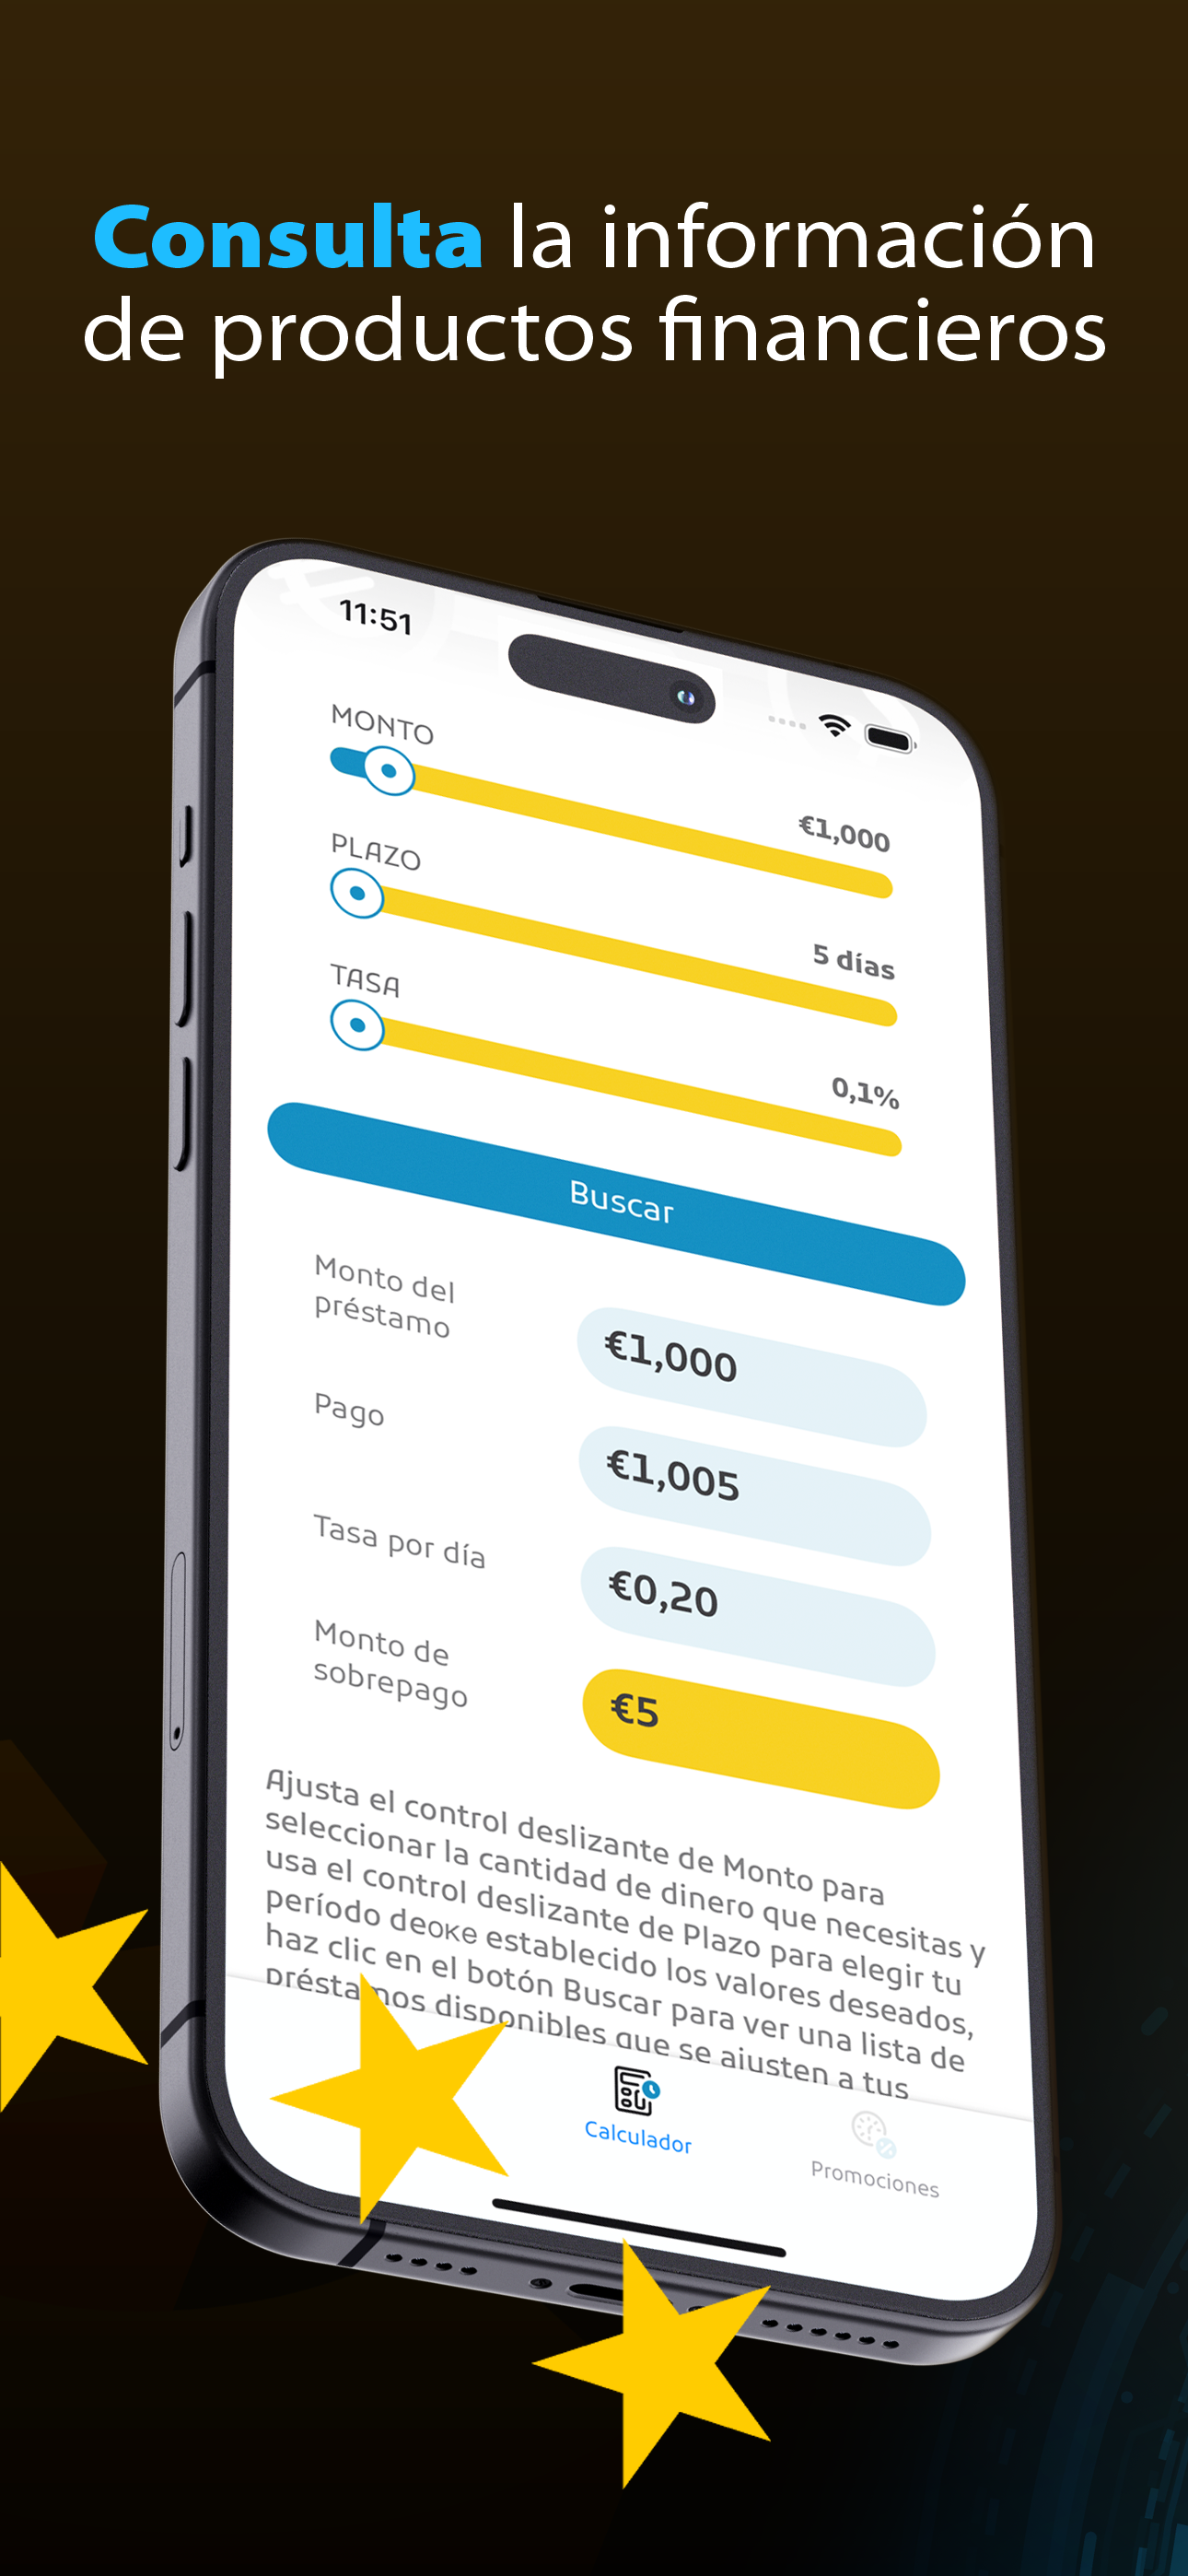 Consulta la información
de productos financieros
11:51
MONTO
€1,000
PLAZO
5 días
TASA
0,1%
Buscar
Monto del
préstamo
€1,000
Pago
€1,005
Tasa por día
€0,20
Monto de
sobrepago
€5
Ajusta el control deslizante de Monto para
seleccionar la cantidad de dinero que necesitas y
usa el control deslizante de Plazo para elegir tu
período deOKe establecido los valores deseados,
haz clic en el botón Buscar para ver una lista de
préstamos disponibles que se ajusten a tus
Calculador
Promociones